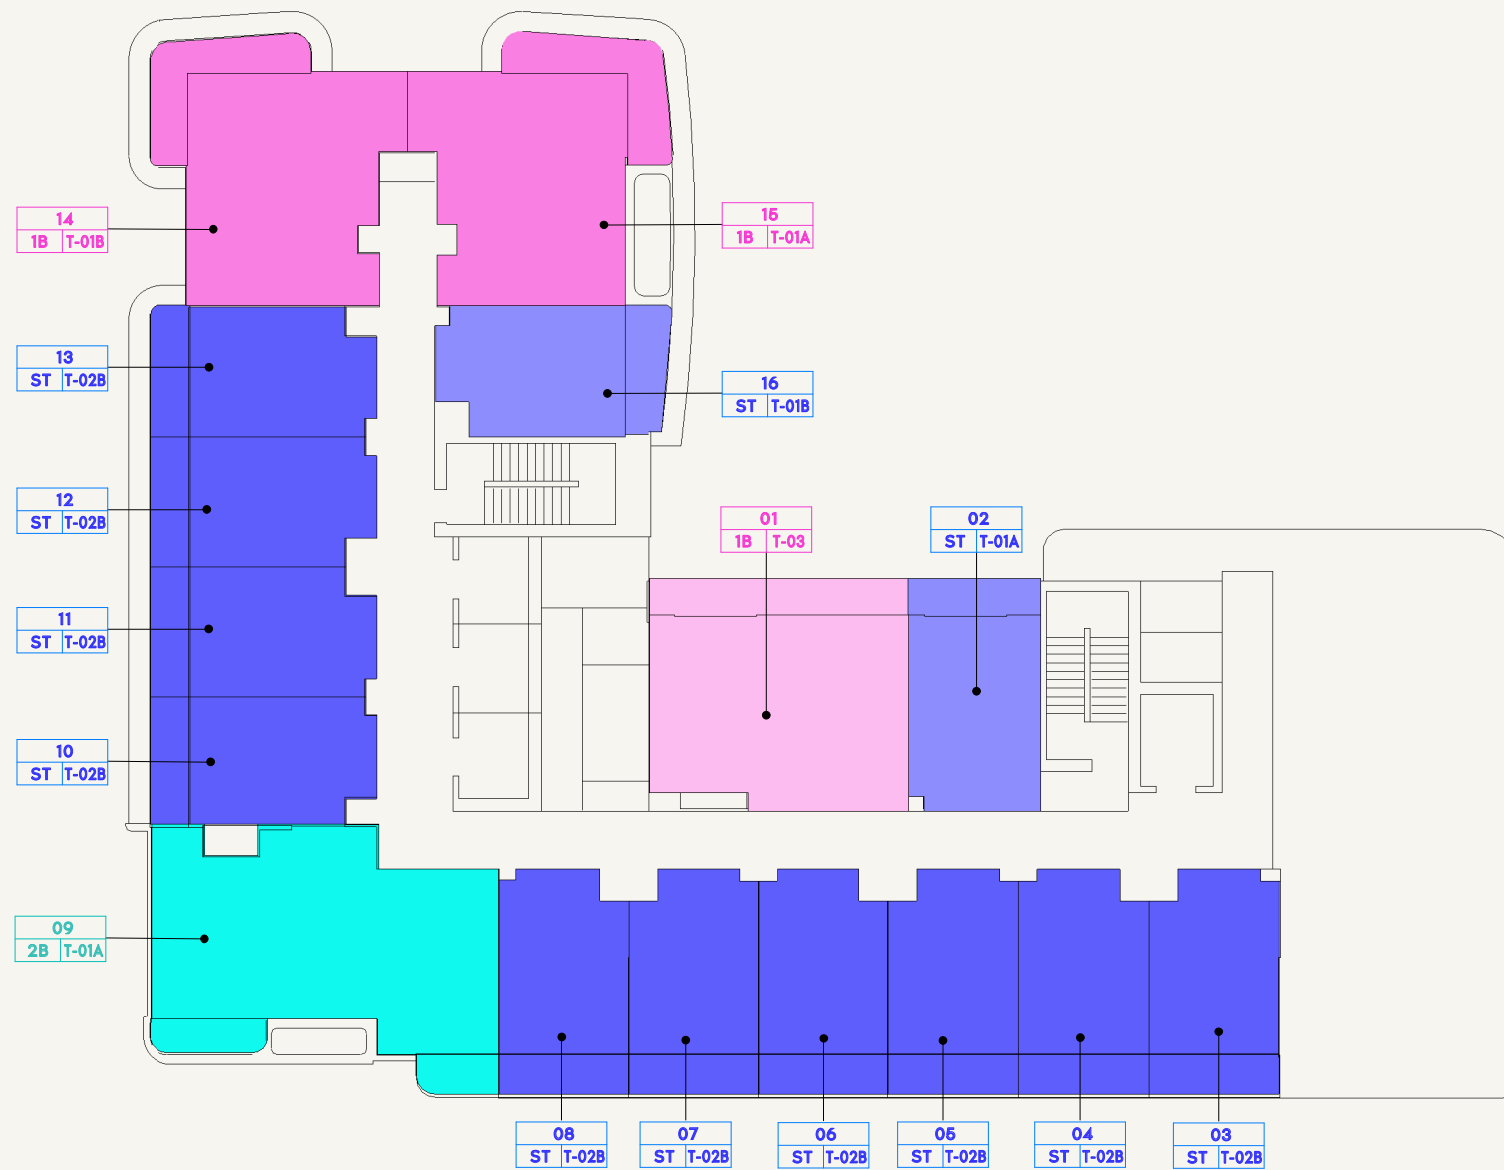 14
1B T-01B
15
1B T-01A
13
ST T-02B
16
ST T-01B
12
ST T-02B
01
1B T-03
02
ST T-01A
11
ST T-02B
10
ST T-02B
09
2B T-01A
08
ST T-02B
07
ST T-02B
06
ST T-02B
05
ST T-02B
04
ST T-02B
03
ST T-02B